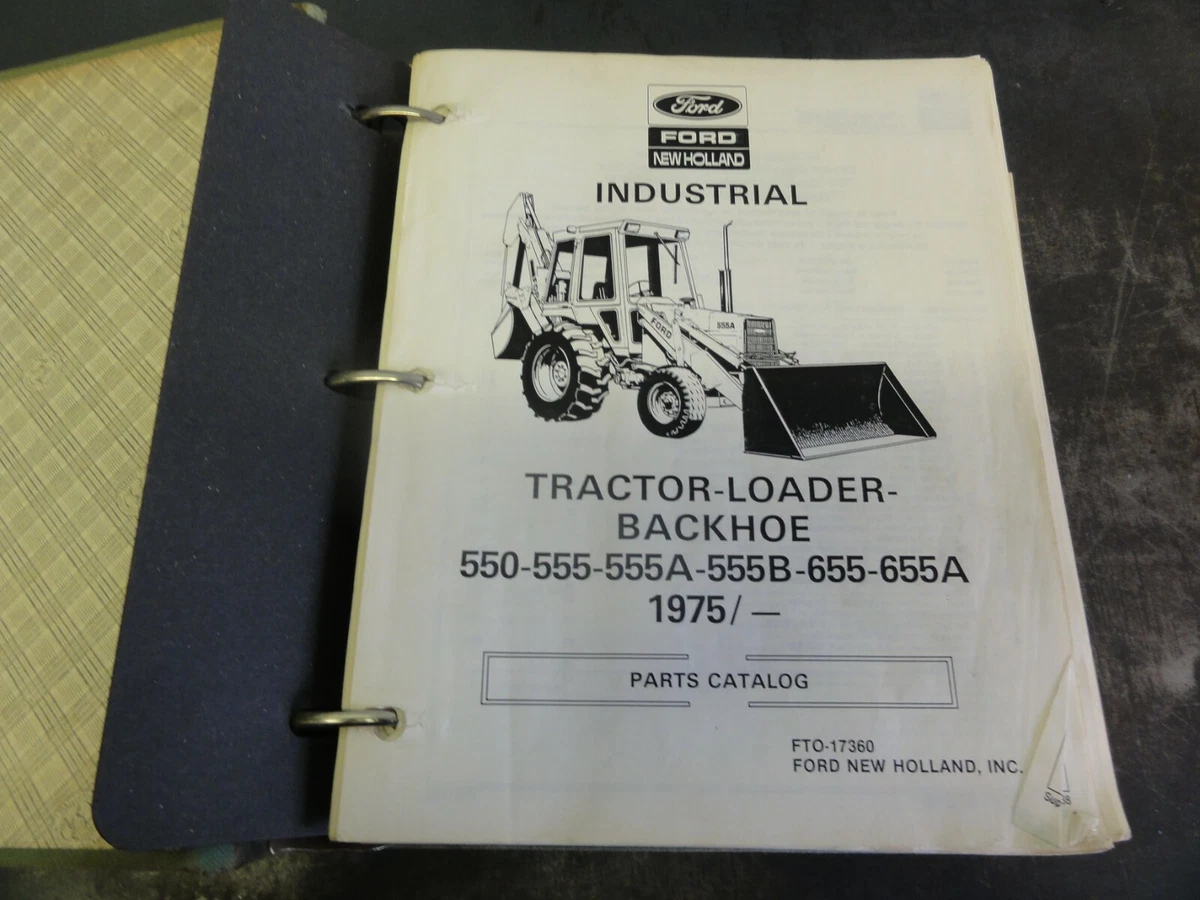 Ford
FORD
NEW HOLLAND
INDUSTRIAL
FORD
555A
TRACTOR-LOADER-
BACKHOE
550-555-555A-555B-655-655A
1975/ —
PARTS CATALOG
FTO-17360
FORD NEW HOLLAND, INC.